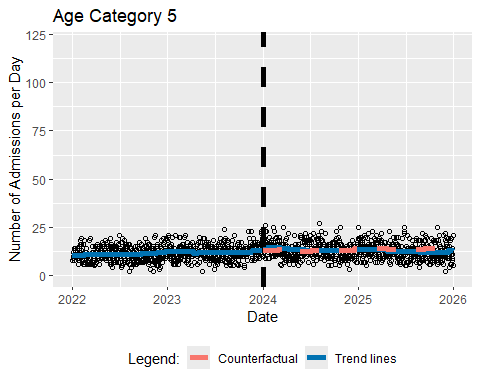 Age Category 5
Number of Admissions per Day
125
100
75
50
25
0
2022 2023 2024 2025 2026
Date
Legend: Counterfactual Trend lines